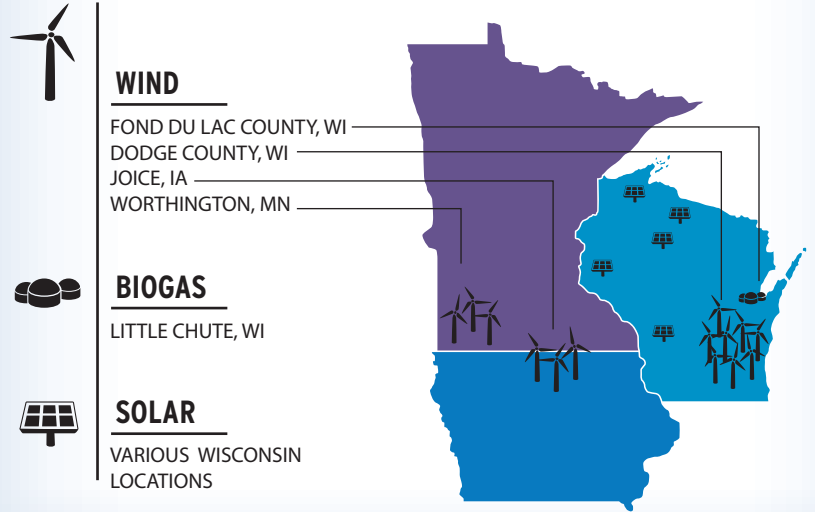 WIND
FOND DU LAC COUNTY, WI
DODGE COUNTY, WI
JOICE, IA
WORTHINGTON, MN
BIOGAS
LITTLE CHUTE, WI
SOLAR
VARIOUS WISCONSIN
LOCATIONS